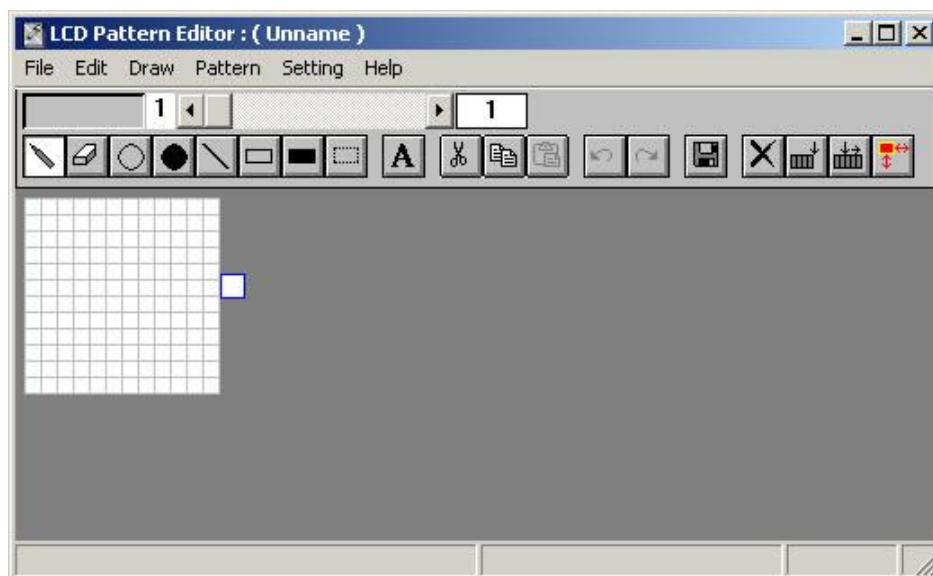 LCD Pattern Editor : ( Unname )
File Edit Draw Pattern Setting Help
1 1
A